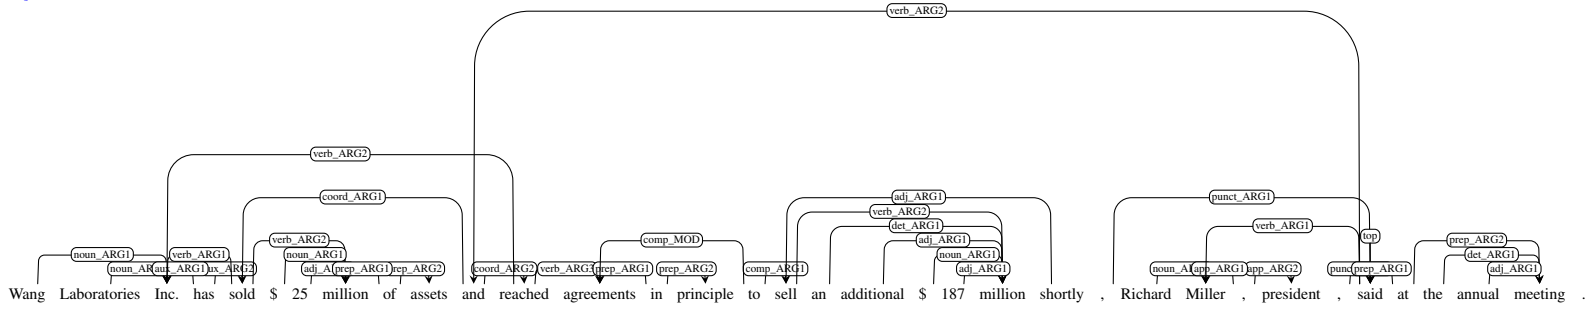 verb_ARG2
verb_ARG2
coord_ARG1 adj_ARG1 punct_ARG1
verb_ARG2
det_ARG1 verb_ARG1
verb_ARG2 comp_MOD adj_ARG1 top prep_ARG2
noun_ARG1 verb_ARG1 noun_ARG1 noun_ARG1 det_ARG1
aux_ARG1 prep_ARG1 coord_ARG2 prep_ARG1 prep_ARG2 comp_ARG1 adj_ARG1 app_ARG1 app_ARG2 prep_ARG1 adj_ARG1
Wang Laboratories Inc. has sold $ 25 million of assets and reached agreements in principle to sell an additional $ 187 million shortly , Richard Miller , president , said at the annual meeting .